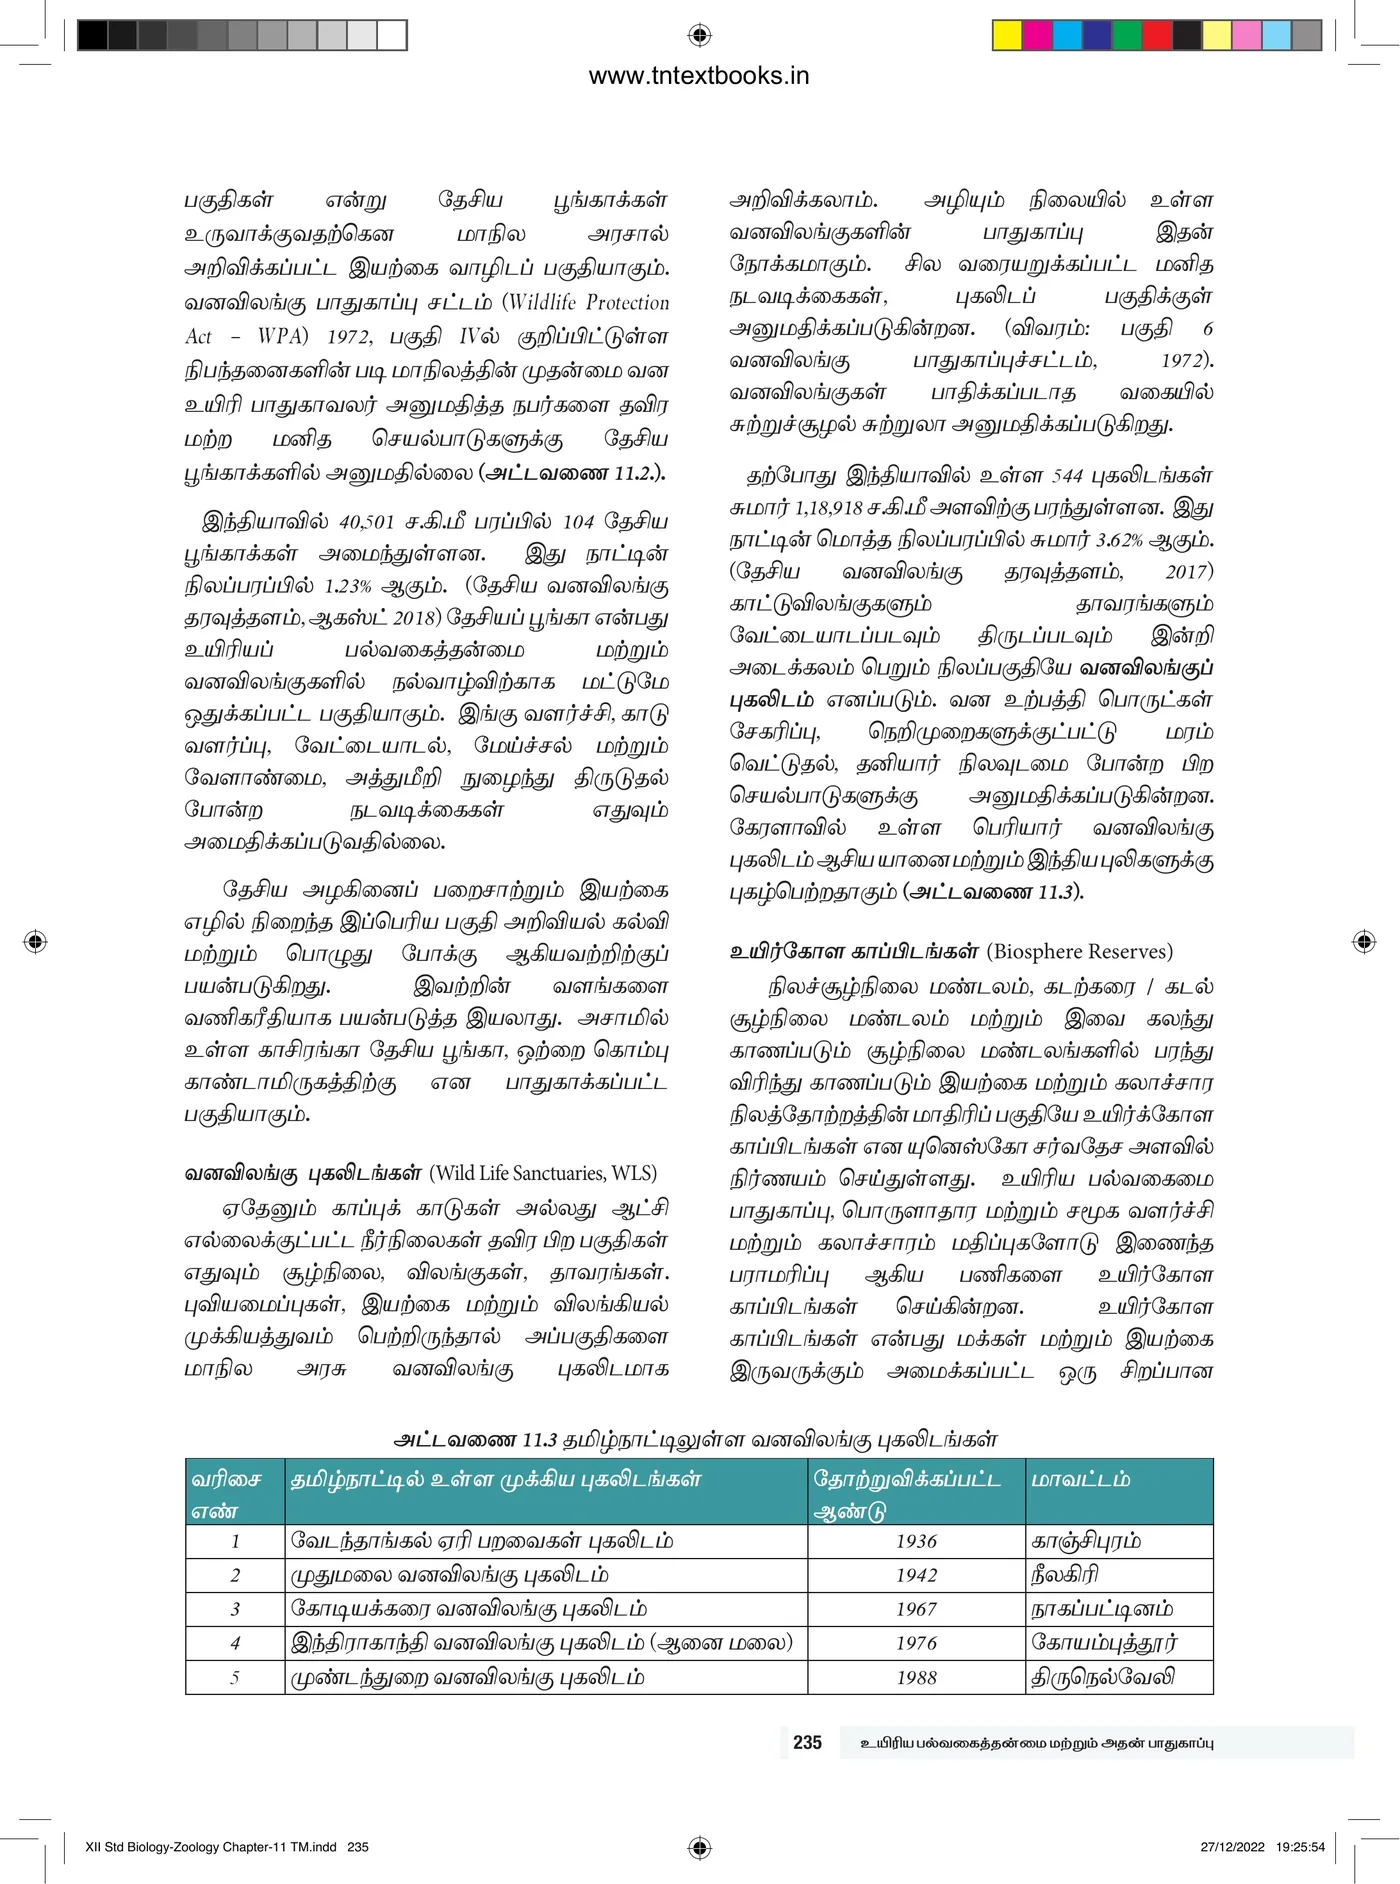 www.tntextbooks.in
பகுதிகள் என்று தேசிய பூங்காக்கள்
உருவாக்குவதற்கென மாநில அரசால்
அறிவிக்கப்பட்ட இயற்கை வாழிடப் பகுதியாகும்.
வனவிலங்கு பாதுகாப்பு சட்டம் (Wildlife Protection
Act – WPA) 1972, பகுதி IVல் குறிப்பிட்டுள்ள
நிபந்தனைகளின் படி மாநிலத்தின் முதன்மை வன
உயிரி பாதுகாவலர் அனுமதித்த நபர்களை தவிர
மற்ற மனித செயல்பாடுகளுக்கு தேசிய
பூங்காக்களில் அனுமதில்லை (அட்டவணை 11.2.).
இந்தியாவில் 40,501 ச.கி.மீ பரப்பில் 104 தேசிய
பூங்காக்கள் அமைந்துள்ளன. இது நாட்டின்
நிலப்பரப்பில் 1.23% ஆகும். (தேசிய வனவிலங்கு
தரவுத்தளம், ஆகஸ்ட் 2018) தேசியப் பூங்கா என்பது
உயிரியப் பல்வகைத்தன்மை மற்றும்
வனவிலங்குகளில் நல்வாழ்விற்காக மட்டுமே
ஒதுக்கப்பட்ட பகுதியாகும். இங்கு வளர்ச்சி, காடு
வளர்ப்பு, வேட்டையாடல், மேய்ச்சல் மற்றும்
வேளாண்மை, அத்துமீறி நுழைந்து திருடுதல்
போன்ற நடவடிக்கைகள் எதுவும்
அமைதிக்கப்படுவதில்லை.
தேசிய அழகினைப் பறைசாற்றும் இயற்கை
எழில் நிறைந்த இப்பெரிய பகுதி அறிவியல் கல்வி
மற்றும் பொழுது போக்கு ஆகியவற்றிற்குப்
பயன்படுகிறது. இவற்றின் வளங்களை
வணிகரீதியாக பயன்படுத்த இயலாது. அசாமில்
உள்ள காசிரங்கா தேசிய பூங்கா, ஒற்றை கொம்பு
காண்டாமிருகத்திற்கு என பாதுகாக்கப்பட்ட
பகுதியாகும்.
வனவிலங்கு புகலிடங்கள் (Wild Life Sanctuaries, WLS)
ஏதேனும் காப்புக் காடுகள் அல்லது ஆட்சி
எல்லைக்குட்பட்ட நீர்நிலைகள் தவிர பிற பகுதிகள்
எதுவும் சூழ்நிலை, விலங்குகள், தாவரங்கள்.
புவியமைப்புகள், இயற்கை மற்றும் விலங்கியல்
முக்கியத்துவம் பெற்றிருந்தால் அப்பகுதிகளை
மாநில அரசு வனவிலங்கு புகலிடமாக
அறிவிக்கலாம். அழியும் நிலையில் உள்ள
வனவிலங்குகளின் பாதுகாப்பு இதன்
நோக்கமாகும். சில வரையறுக்கப்பட்ட மனித
நடவடிக்கைகள், புகலிடப் பகுதிக்குள்
அனுமதிக்கப்படுகின்றன. (விவரம்: பகுதி 6
வனவிலங்கு பாதுகாப்புச்சட்டம், 1972).
வனவிலங்குகள் பாதிக்கப்படாத வகையில்
சுற்றுச்சூழல் சுற்றுலா அனுமதிக்கப்படுகிறது.
தற்போது இந்தியாவில் உள்ள 544 புகலிடங்கள்
சுமார் 1,18,918 ச.கி.மீ அளவிற்கு பரந்துள்ளன. இது
நாட்டின் மொத்த நிலப்பரப்பில் சுமார் 3.62% ஆகும்.
(தேசிய வனவிலங்கு தரவுத்தளம், 2017)
காட்டுவிலங்குகளும் தாவரங்களும்
வேட்டையாடப்படவும் திருடப்படவும் இன்றி
அடைக்கலம் பெறும் நிலப்பகுதியே வனவிலங்குப்
புகலிடம் எனப்படும். வன உற்பத்தி பொருட்கள்
சேகரிப்பு, நெறிமுறைகளுக்குட்பட்டு மரம்
வெட்டுதல், தனியார் நிலவுடமை போன்ற பிற
செயல்பாடுகளுக்கு அனுமதிக்கப்படுகின்றன.
கேரளாவில் உள்ள பெரியார் வனவிலங்கு
புகலிடம் ஆசிய யானை மற்றும் இந்திய புலிகளுக்கு
புகழ்பெற்றதாகும் (அட்டவணை 11.3).
உயிர்கோள காப்பிடங்கள் (Biosphere Reserves)
நிலச்சூழ்நிலை மண்டலம், கடற்கரை / கடல்
சூழ்நிலை மண்டலம் மற்றும் இவை கலந்து
காணப்படும் சூழ்நிலை மண்டலங்களில் பரந்து
விரிந்து காணப்படும் இயற்கை மற்றும் கலாச்சார
நிலத்தோற்றத்தின் மாதிரிப் பகுதியே உயிர்க்கோள
காப்பிடங்கள் என யுனெஸ்கோ சர்வதேச அளவில்
நிர்ணயம் செய்துள்ளது. உயிரிய பல்வகைமை
பாதுகாப்பு, பொருளாதார மற்றும் சமூக வளர்ச்சி
மற்றும் கலாச்சாரம் மதிப்புகளோடு இணைந்த
பராமரிப்பு ஆகிய பணிகளை உயிர்கோள
காப்பிடங்கள் செய்கின்றன. உயிர்கோள
காப்பிடங்கள் என்பது மக்கள் மற்றும் இயற்கை
இருவருக்கும் அமைக்கப்பட்ட ஒரு சிறப்பான
அட்டவணை 11.3 தமிழ்நாட்டிலுள்ள வனவிலங்கு புகலிடங்கள்
வரிசை எண் தமிழ்நாட்டில் உள்ள முக்கிய புகலிடங்கள் தோற்றுவிக்கப்பட்ட ஆண்டு மாவட்டம்
1 வேடந்தாங்கல் ஏரி பறவைகள் புகலிடம் 1936 காஞ்சிபுரம்
2 முதுமலை வனவிலங்கு புகலிடம் 1942 நீலகிரி
3 கோடியக்கரை வனவிலங்கு புகலிடம் 1967 நாகப்பட்டினம்
4 இந்திராகாந்தி வனவிலங்கு புகலிடம் (ஆனை மலை) 1976 கோயம்புத்தூர்
5 முண்டந்துறை வனவிலங்கு புகலிடம் 1988 திருநெல்வேலி
235 உயிரிய பல்வகைத்தன்மை மற்றும் அதன் பாதுகாப்பு
XII Std Biology-Zoology Chapter-11 TM.indd 235 27/12/2022 19:25:54